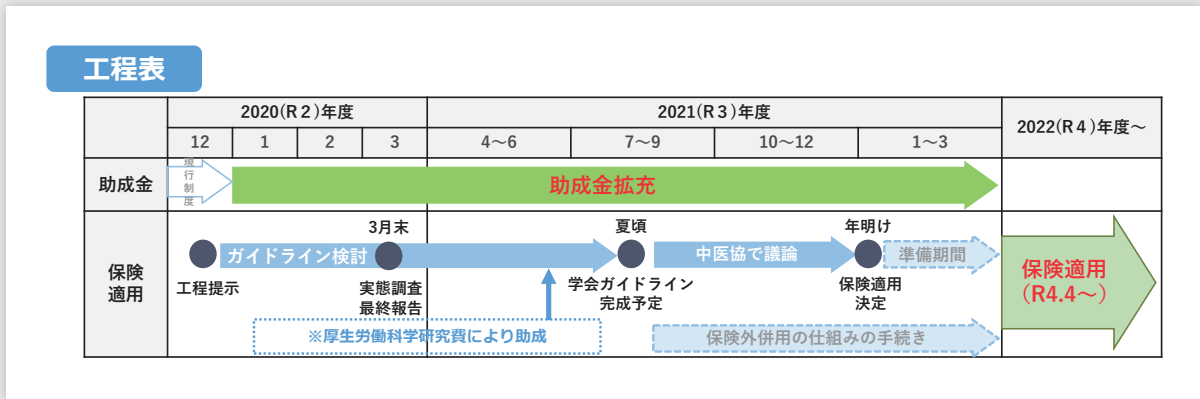 工程表
2020(R２)年度
2021(R３)年度
2022(R４)年度～
12
1
2
3
4～6
7～9
10～12
1～3
助成金
現行制度
助成金拡充
保険
適用
工程提示
ガイドライン検討
3月末
実態調査
最終報告
夏頃
学会ガイドライン
完成予定
中医協で議論
年明け
保険適用
決定
準備期間
※厚生労働科学研究費により助成
保険外併用の仕組みの手続き
保険適用
（R4.4～）